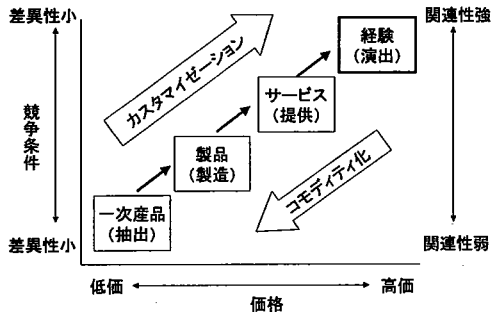 差異性小
関連性強
経験
(演出)
カスタマイゼーション
サービス
(提供)
競争条件
製品
(製造)
コモディティ化
一次産品
(抽出)
差異性小
関連性弱
低価
高価
価格